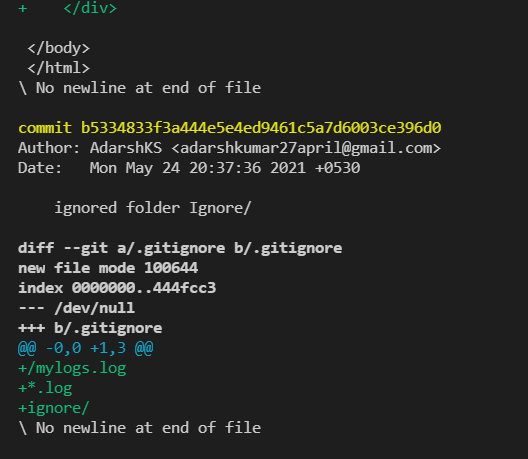 +    </div>
 </body>
 </html>
\ No newline at end of file
commit b5334833f3a444e5e4ed9461c5a7d6003ce396d0
Author: AdarshKS <adarshkumar27april@gmail.com>
Date:   Mon May 24 20:37:36 2021 +0530
    ignored folder Ignore/
diff --git a/.gitignore b/.gitignore
new file mode 100644
index 0000000..444fcc3
--- /dev/null
+++ b/.gitignore
@@ -0,0 +1,3 @@
+/mylogs.log
+*.log
+ignore/
\ No newline at end of file